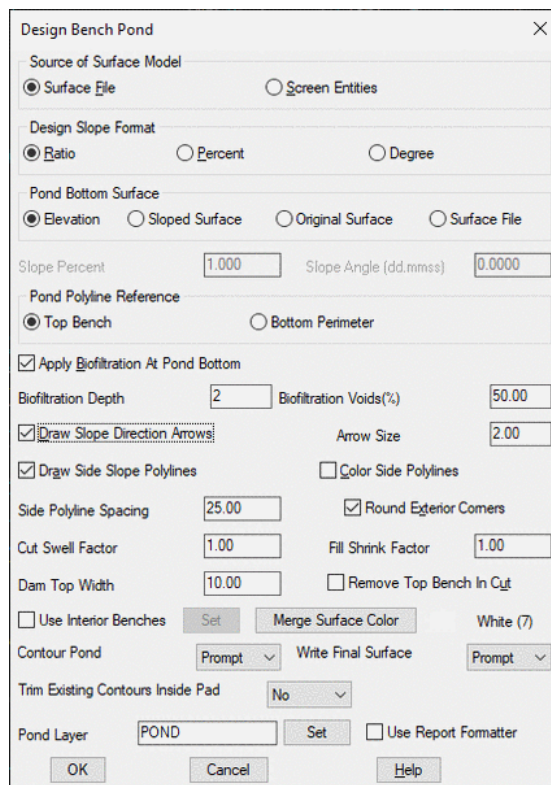 Design Bench Pond
Source of Surface Model
Surface File Screen Entities
Design Slope Format
Ratio Percent Degree
Pond Bottom Surface
Elevation Sloped Surface Original Surface Surface File
Slope Percent 1.000 Slope Angle (dd.mmss) 0.0000
Pond Polyline Reference
Top Bench Bottom Perimeter
Apply Biofiltration At Pond Bottom
Biofiltration Depth 2 Biofiltration Voids(%) 50.00
Draw Slope Direction Arrows Arrow Size 2.00
Draw Side Slope Polylines Color Side Polylines
Side Polyline Spacing 25.00 Round Exterior Corners
Cut Swell Factor 1.00 Fill Shrink Factor 1.00
Dam Top Width 10.00 Remove Top Bench In Cut
Use Interior Benches Set Merge Surface Color White (7)
Contour Pond Prompt Write Final Surface Prompt
Trim Existing Contours Inside Pad No
Pond Layer POND Set Use Report Formatter
OK Cancel Help